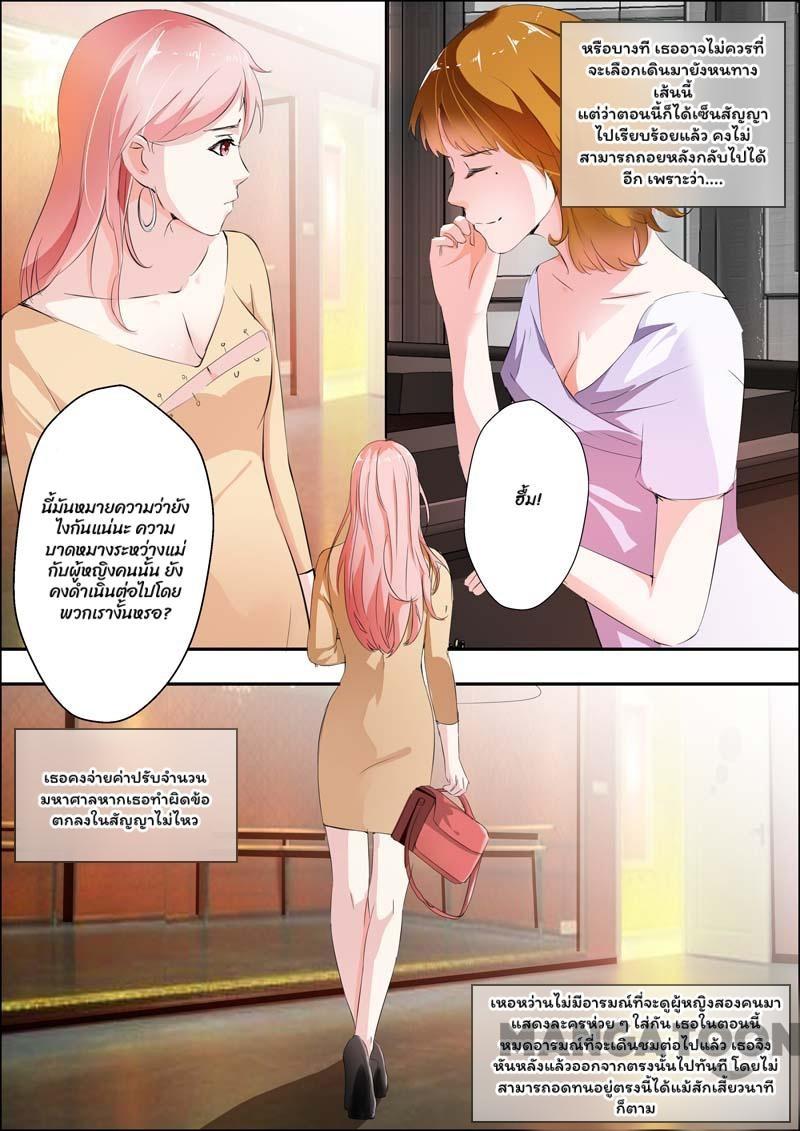 หรือบางที เธออาจไม่ควรที่
จะเลือกเดินมายังหนทาง
เส้นนี้
แต่ว่าตอนนี้ก็ได้เซ็นสัญญา
ไปเรียบร้อยแล้ว คงไม่
สามารถถอยหลังกลับไปได้
อีก เพราะว่า....
ฮึ้ม!
นี้มันหมายความว่ายัง
ไงกันแน่นะ ความ
บาดหมางระหว่างแม่
กับผู้หญิงคนนั้น ยัง
คงดำเนินต่อไปโดย
พวกเรางั้นหรอ?
เธอคงจ่ายค่าปรับจำนวน
มหาศาลหากเธอทำผิดข้อ
ตกลงในสัญญาไม่ไหว
เหอหว่านไม่มีอารมณ์ที่จะดูผู้หญิงสองคนมา
แสดงละครห่วย ๆ ใส่กัน เธอในตอนนี้
หมดอารมณ์ที่จะเดินชมต่อไปแล้ว เธอจึง
หันหลังแล้วออกจากตรงนั้นไปทันที โดยไม่
สามารถอดทนอยู่ตรงนี้ได้แม้สักเสี้ยวนาที
ก็ตาม
MANGATOON